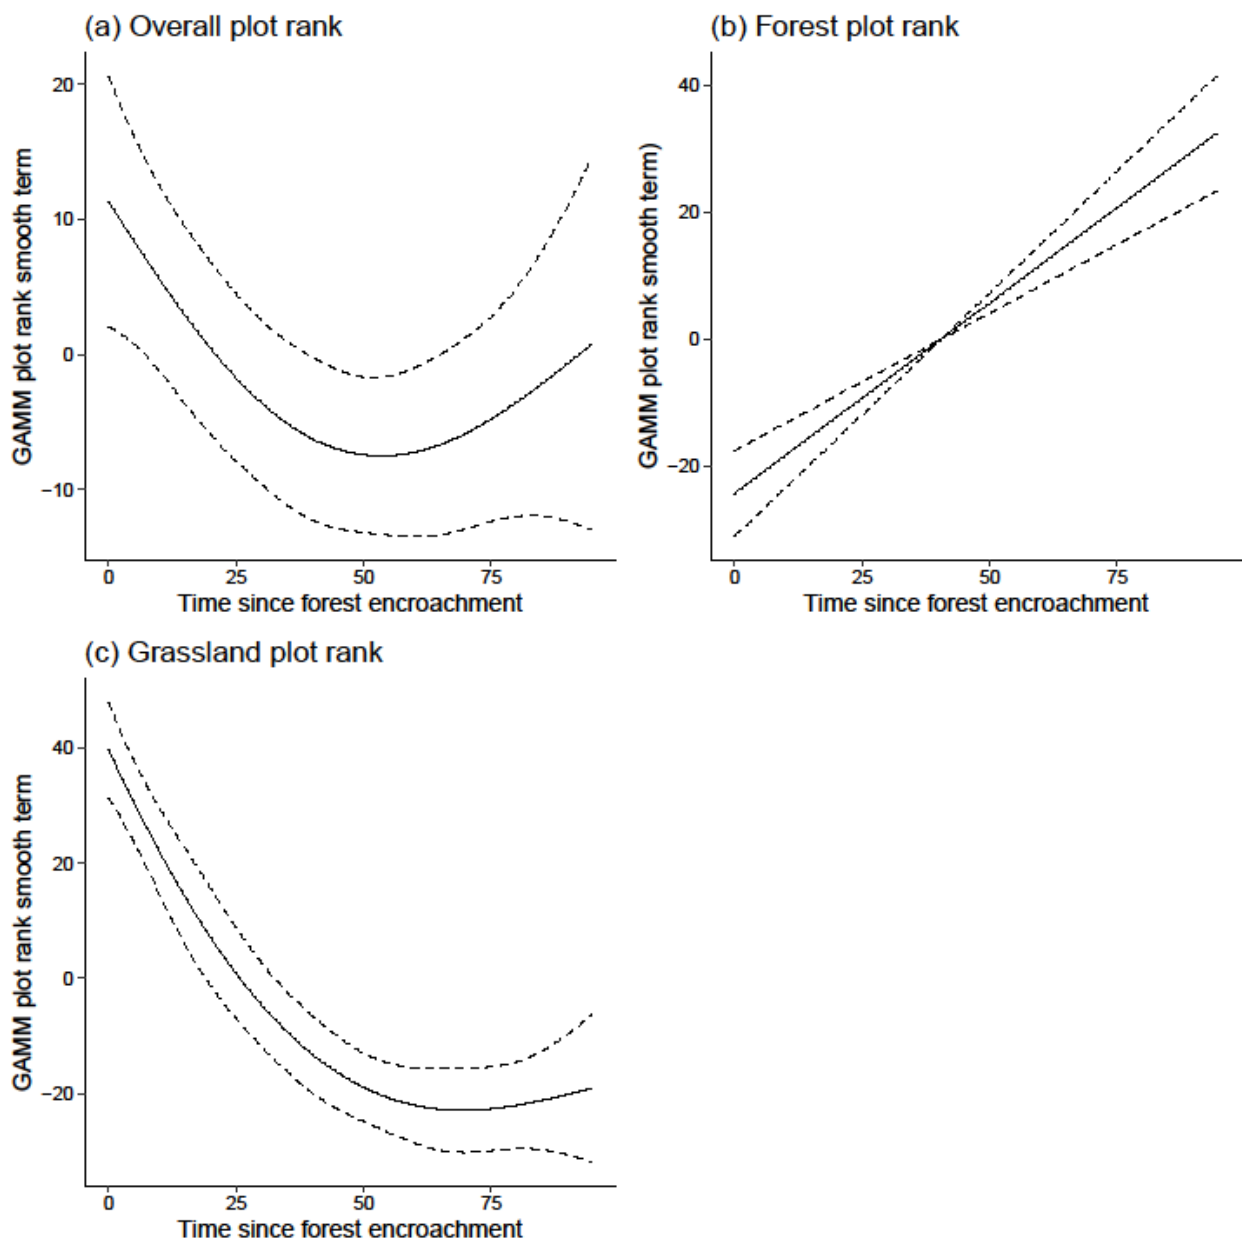 (a) Overall plot rank
GAMM plot rank smooth term
20
10
0
−10
0 25 50 75
Time since forest encroachment
(b) Forest plot rank
GAMM plot rank smooth term)
40
20
0
−20
0 25 50 75
Time since forest encroachment
(c) Grassland plot rank
GAMM plot rank smooth term
40
20
0
−20
0 25 50 75
Time since forest encroachment